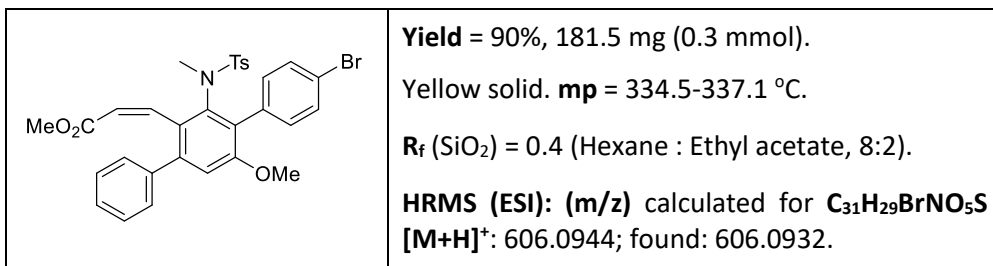 N
Ts
Br
MeO₂C
OMe
Yield = 90%, 181.5 mg (0.3 mmol).
Yellow solid. mp = 334.5-337.1 ºC.
Rf (SiO₂) = 0.4 (Hexane : Ethyl acetate, 8:2).
HRMS (ESI): (m/z) calculated for C₃₁H₂₉BrNO₅S
[M+H]⁺: 606.0944; found: 606.0932.